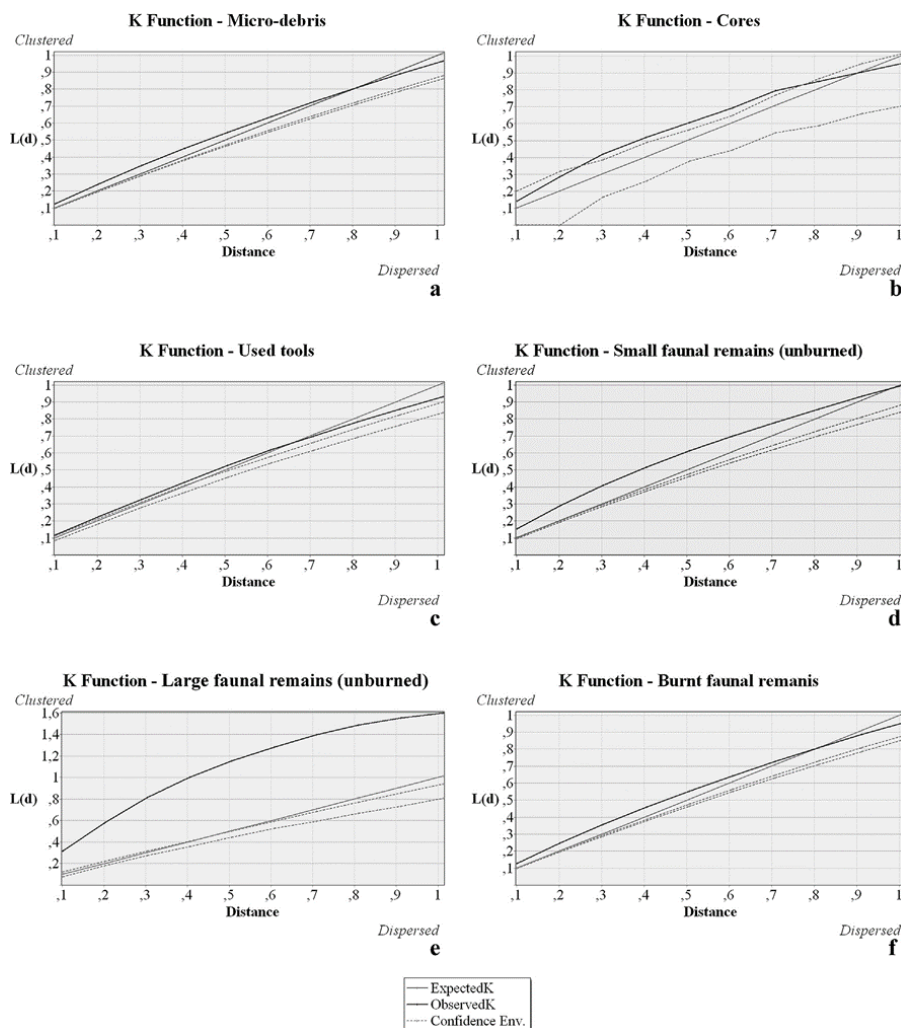 K Function - Micro-debris
Clustered
1
,9
,8
,7
,6
L(d)
,5
,4
,3
,2
,1
,1 ,2 ,3 ,4 ,5 ,6 ,7 ,8 ,9 1
Distance
Dispersed
a
K Function - Cores
Clustered
1
,9
,8
,7
,6
L(d)
,5
,4
,3
,2
,1
,1 ,2 ,3 ,4 ,5 ,6 ,7 ,8 ,9 1
Distance
Dispersed
b
K Function - Used tools
Clustered
1
,9
,8
,7
,6
L(d)
,5
,4
,3
,2
,1
,1 ,2 ,3 ,4 ,5 ,6 ,7 ,8 ,9 1
Distance
Dispersed
c
K Function - Small faunal remains (unburned)
Clustered
1
,9
,8
,7
,6
L(d)
,5
,4
,3
,2
,1
,1 ,2 ,3 ,4 ,5 ,6 ,7 ,8 ,9 1
Distance
Dispersed
d
K Function - Large faunal remains (unburned)
Clustered
1,6
1,4
1,2
1
L(d)
,8
,6
,4
,2
,1 ,2 ,3 ,4 ,5 ,6 ,7 ,8 ,9 1
Distance
Dispersed
e
K Function - Burnt faunal remanis
Clustered
1
,9
,8
,7
,6
L(d)
,5
,4
,3
,2
,1
,1 ,2 ,3 ,4 ,5 ,6 ,7 ,8 ,9 1
Distance
Dispersed
f
ExpectedK
ObservedK
Confidence Env.